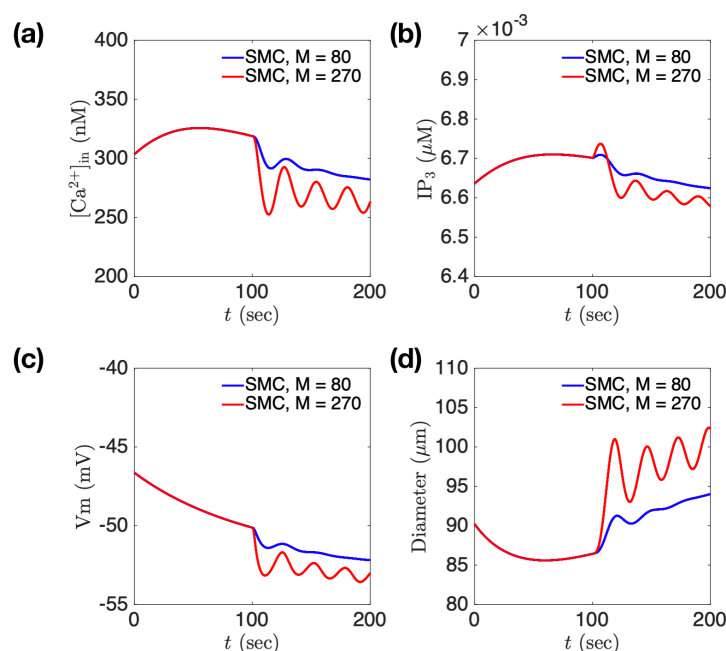 (a)
400
350
300
250
200
[Ca²⁺]in (nM)
SMC, M = 80
SMC, M = 270
0
100
200
t (sec)
(b)
7
×10⁻³
6.9
6.8
6.7
6.6
6.5
6.4
IP₃ (μM)
SMC, M = 80
SMC, M = 270
0
100
200
t (sec)
(c)
-40
-45
-50
-55
Vm (mV)
SMC, M = 80
SMC, M = 270
0
100
200
t (sec)
(d)
110
105
100
95
90
85
80
Diameter (μm)
SMC, M = 80
SMC, M = 270
0
100
200
t (sec)